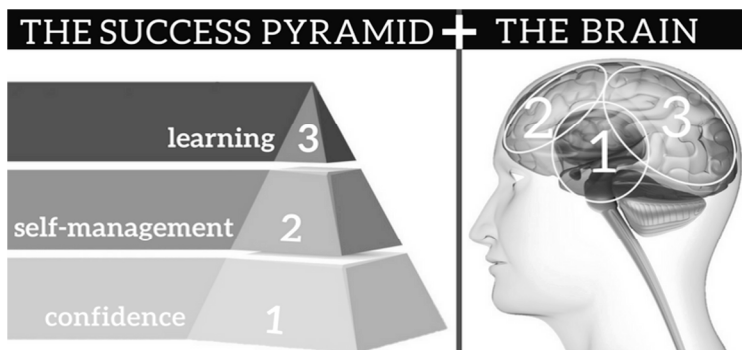 THE SUCCESS PYRAMID + THE BRAIN
learning 3
self-management 2
confidence 1
2 3
1